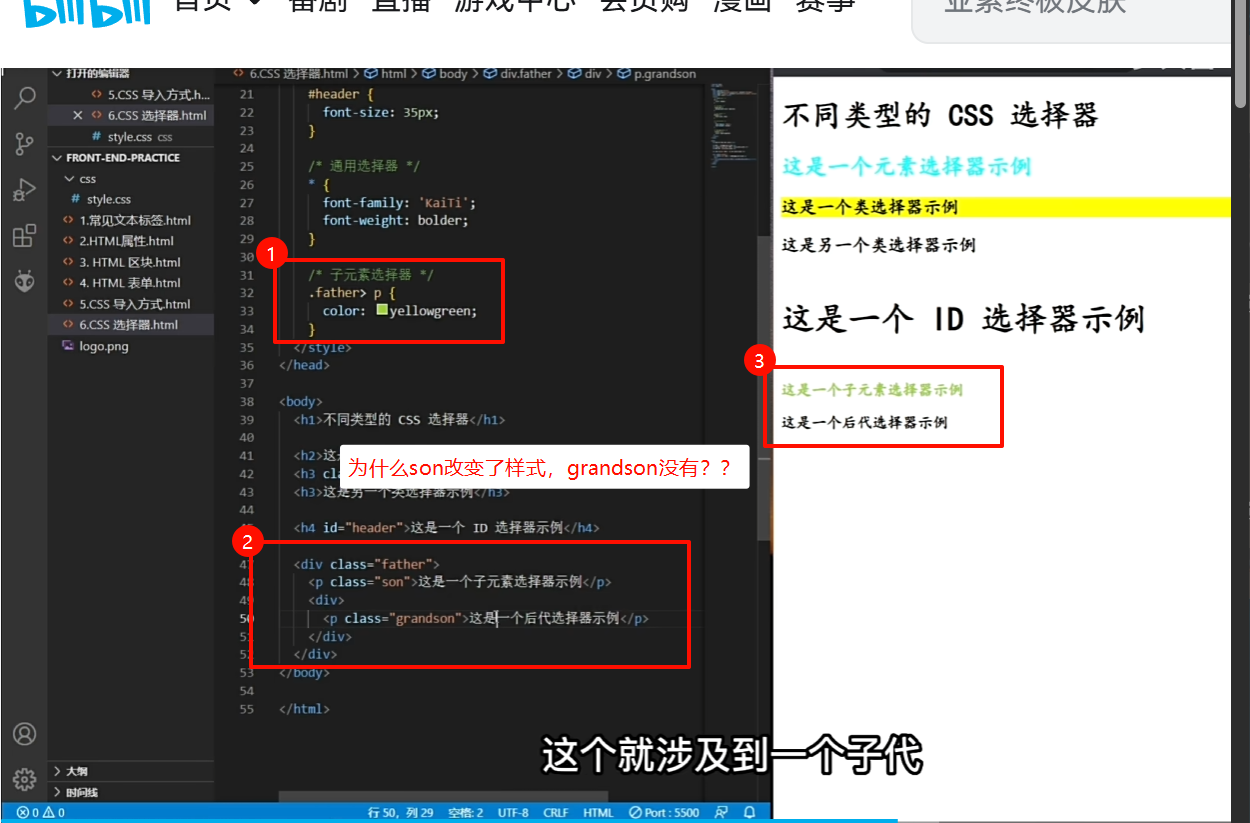 bilibili 首页 番剧 直播 游戏中心 会员购 漫画 赛事
亚索终极皮肤
打开的编辑器
5.CSS 导入方式.h...
6.CSS 选择器.html
style.css css
FRONT-END-PRACTICE
css
style.css
1.常见文本标签.html
2.HTML属性.html
3. HTML 区块.html
4. HTML 表单.html
5.CSS 导入方式.html
6.CSS 选择器.html
logo.png
大纲
时间线
6.CSS 选择器.html > html > body > div.father > div > p.grandson
21 #header {
22 font-size: 35px;
23 }
24
25 /* 通用选择器 */
26 * {
27 font-family: 'KaiTi';
28 font-weight: bolder;
29 }
30
1
31 /* 子元素选择器 */
32 .father> p {
33 color: yellowgreen;
34 }
35 </style>
36 </head>
37
38 <body>
39 <h1>不同类型的 CSS 选择器</h1>
40
41 <h2>这
42 <h3 cl
为什么son改变了样式，grandson没有？？
43 <h3>这是另一个类选择器示例</h3>
44
<h4 id="header">这是一个 ID 选择器示例</h4>
2
47 <div class="father">
48 <p class="son">这是一个子元素选择器示例</p>
49 <div>
50 <p class="grandson">这是一个后代选择器示例</p>
51 </div>
52 </div>
53 </body>
54
55 </html>
不同类型的 CSS 选择器
这是一个元素选择器示例
这是一个类选择器示例
这是另一个类选择器示例
这是一个 ID 选择器示例
3
这是一个子元素选择器示例
这是一个后代选择器示例
这个就涉及到一个子代
0 0 行 50，列 29 空格: 2 UTF-8 CRLF HTML Port : 5500